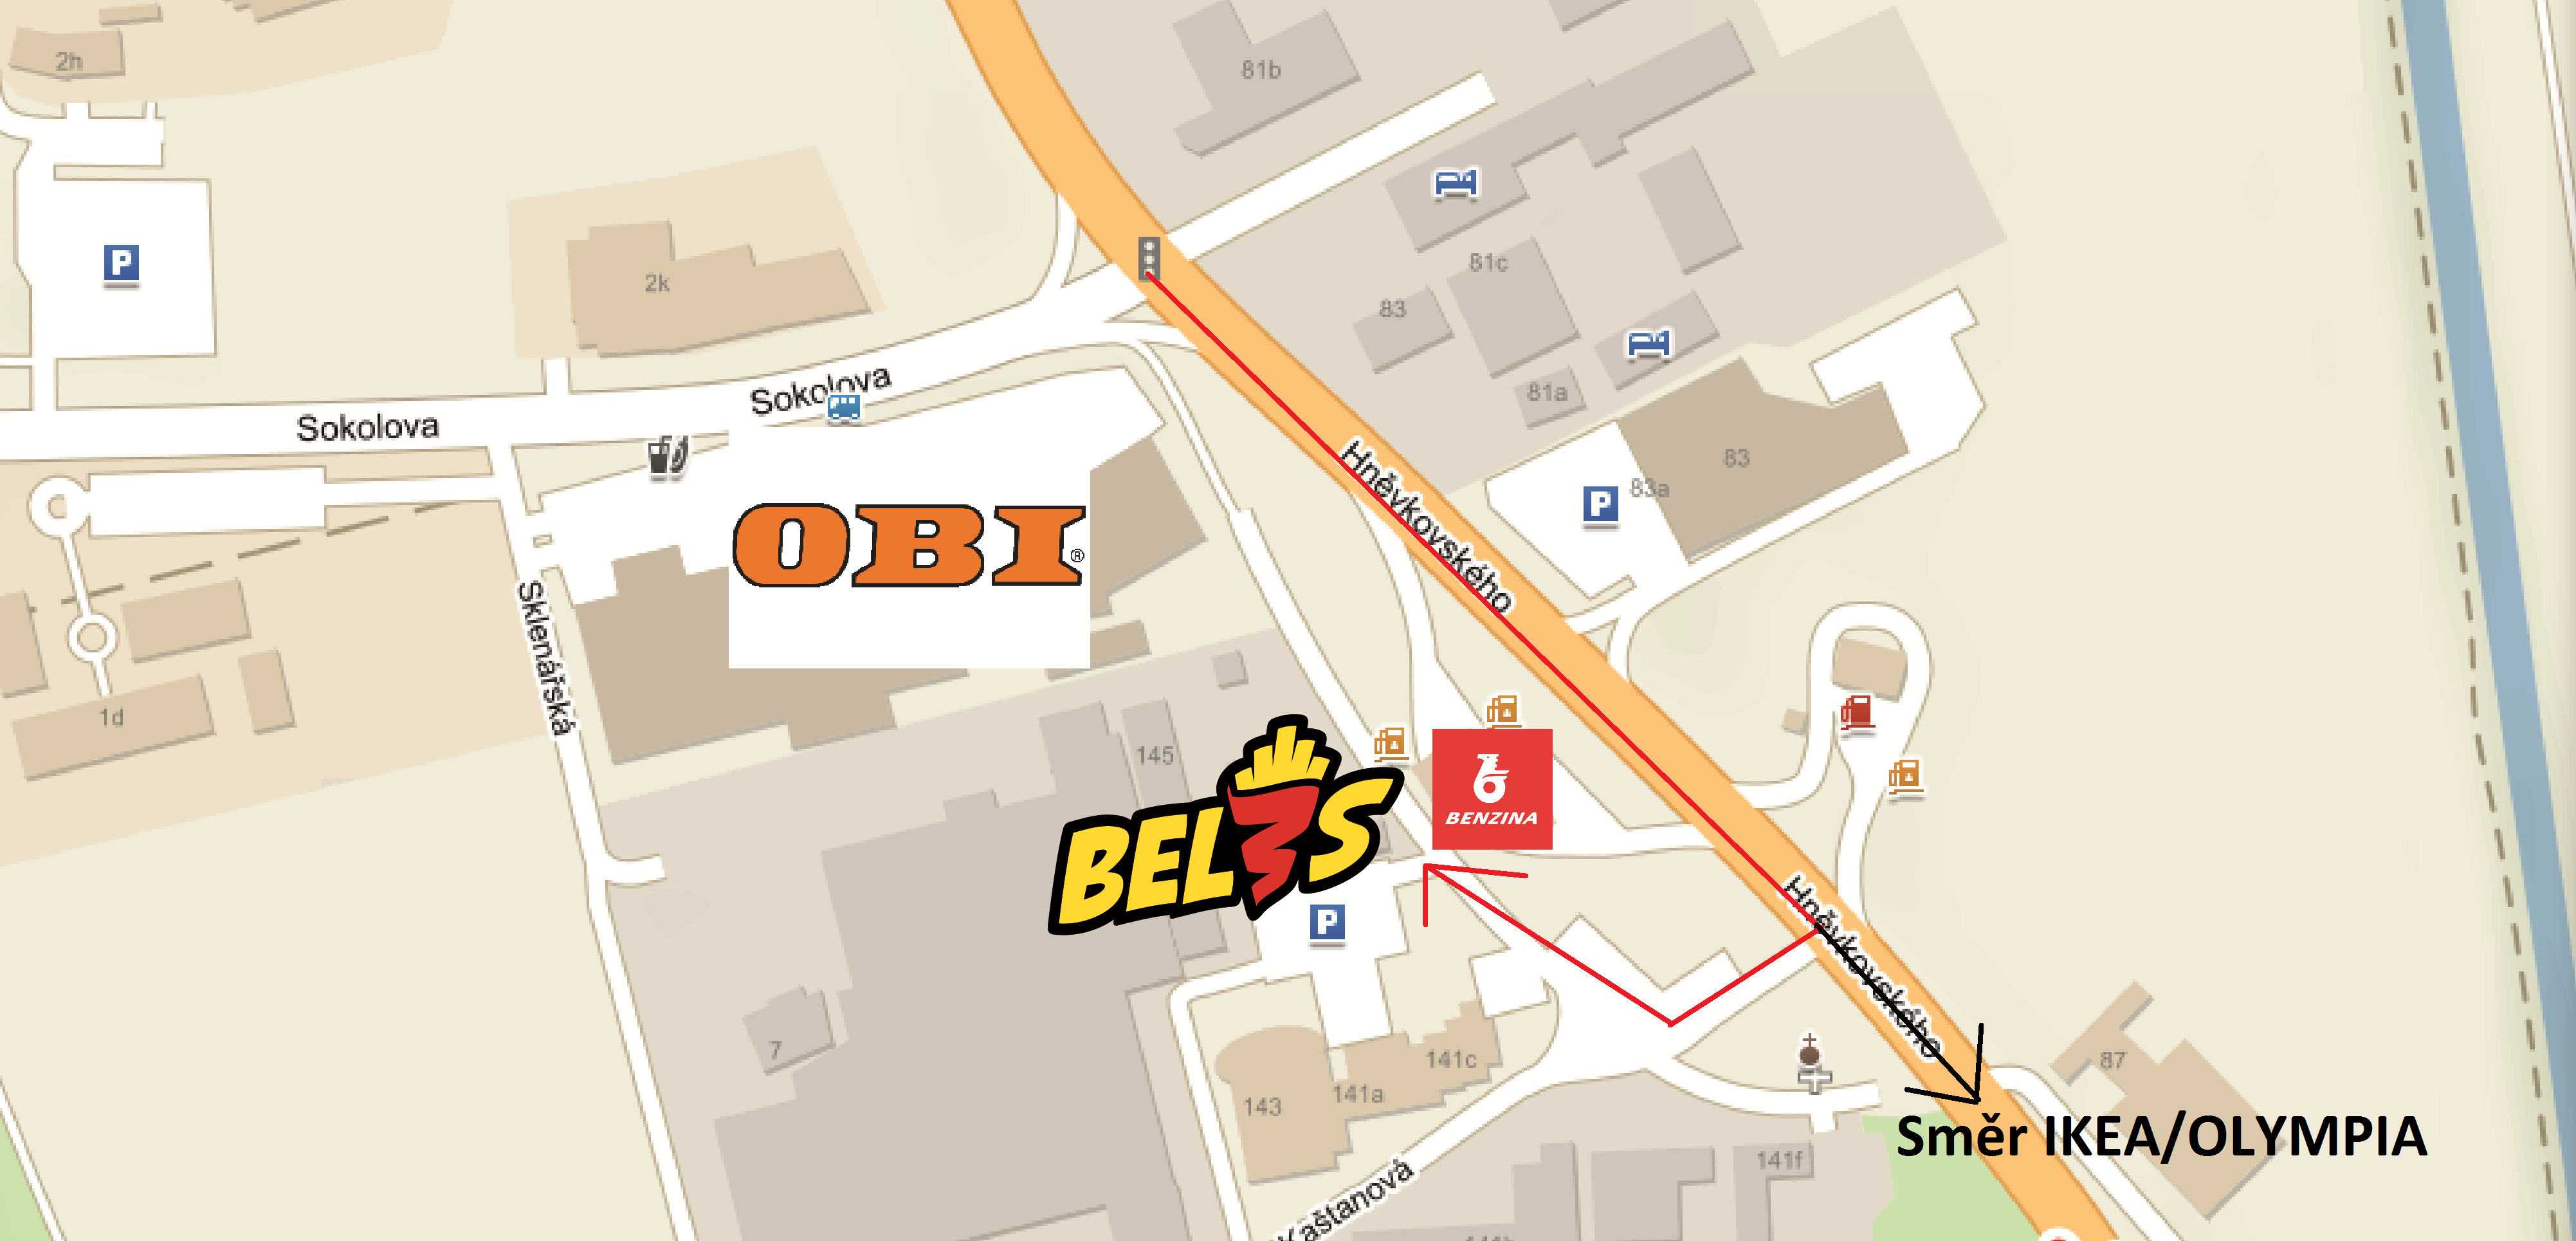 2h
81b
P
2k
81c
83
Sokolova
81a
Sokolova
Hněvkovského
83
P
83a
OBI®
Sklenářská
1d
145
BELES
BENZINA
Hněvkovského
P
7
141c
87
141a
143
Směr IKEA/OLYMPIA
141f
Kaštanová